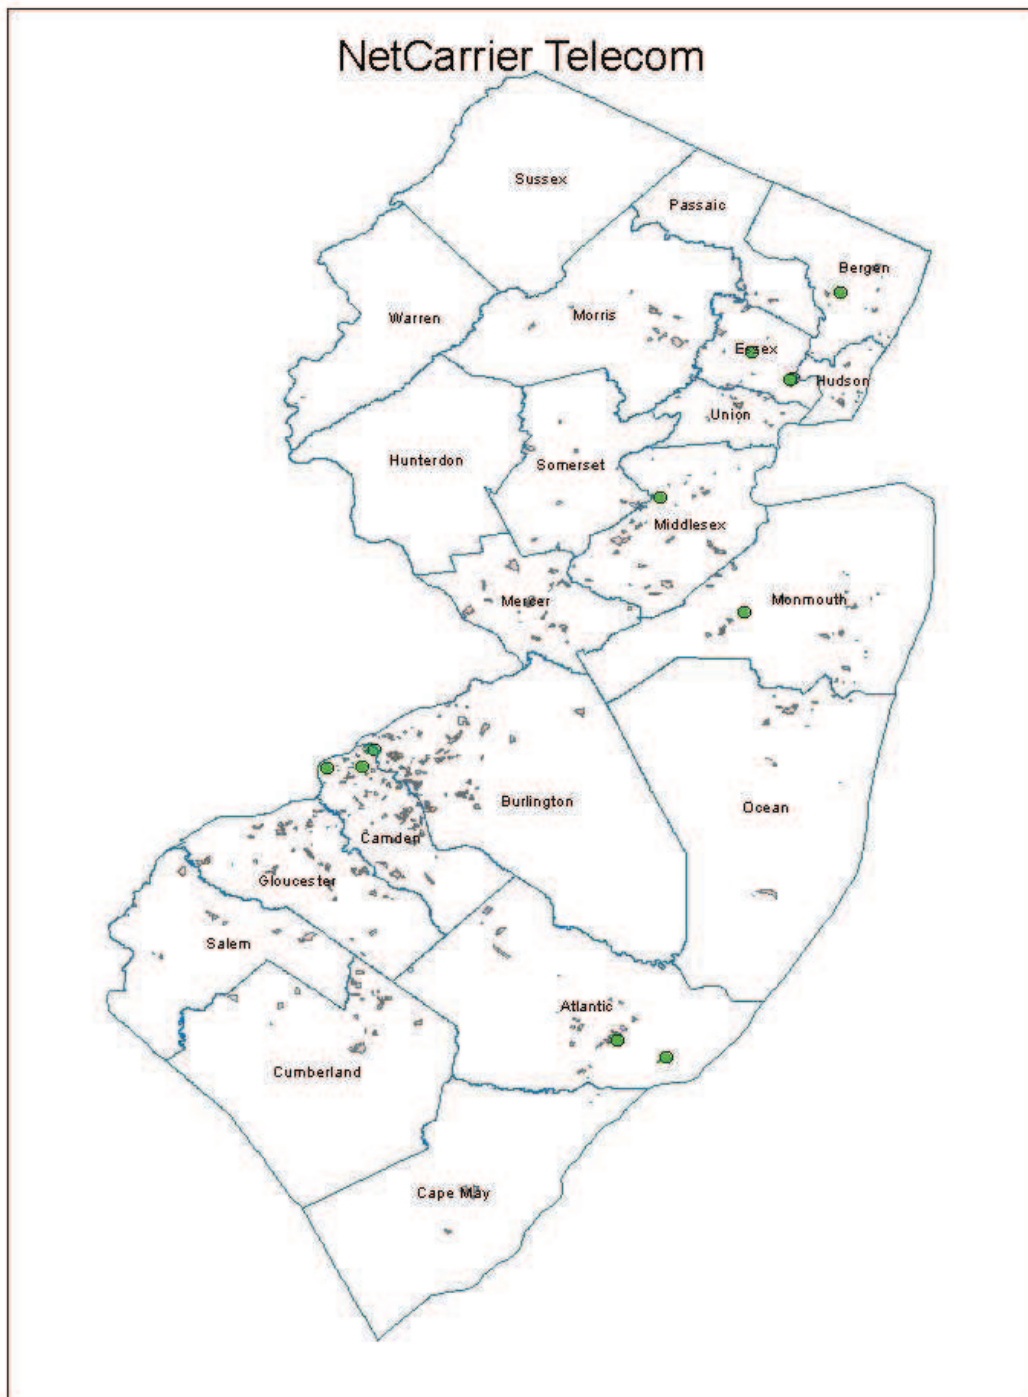 NetCarrier Telecom
Sussex
Passaic
Bergen
Warren
Morris
Essex
Hudson
Union
Hunterdon
Somerset
Middlesex
Mercer
Monmouth
Burlington
Ocean
Camden
Gloucester
Salem
Atlantic
Cumberland
Cape May